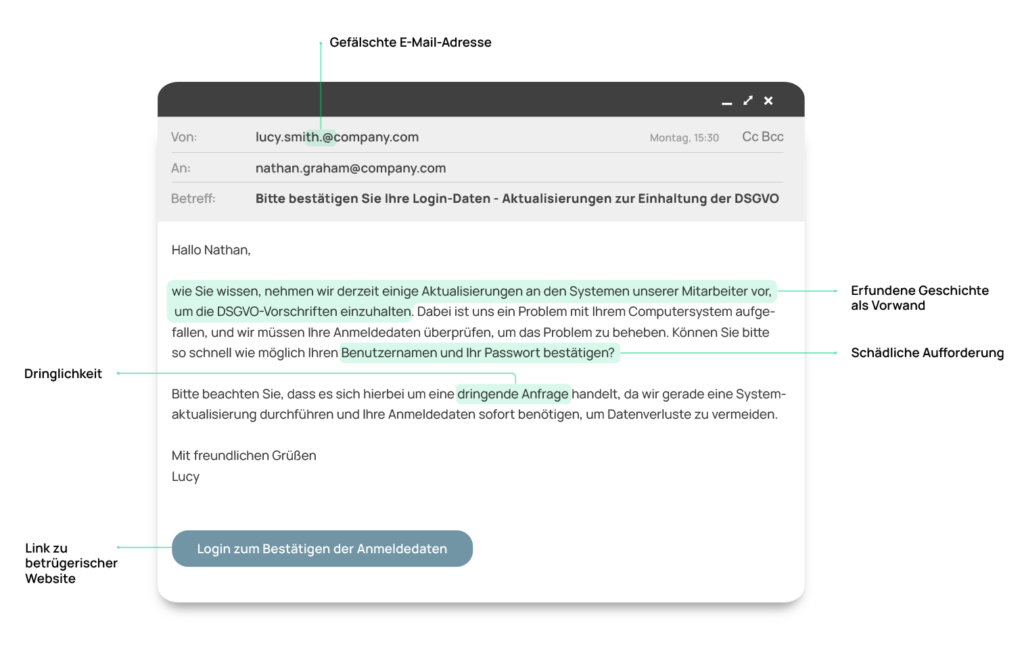 Gefälschte E-Mail-Adresse
Von: lucy.smith.@company.com Montag, 15:30 Cc Bcc
An: nathan.graham@company.com
Betreff: Bitte bestätigen Sie Ihre Login-Daten - Aktualisierungen zur Einhaltung der DSGVO
Hallo Nathan,
wie Sie wissen, nehmen wir derzeit einige Aktualisierungen an den Systemen unserer Mitarbeiter vor,
um die DSGVO-Vorschriften einzuhalten. Dabei ist uns ein Problem mit Ihrem Computersystem aufge-
fallen, und wir müssen Ihre Anmeldedaten überprüfen, um das Problem zu beheben. Können Sie bitte
so schnell wie möglich Ihren Benutzernamen und Ihr Passwort bestätigen?
Erfundene Geschichte
als Vorwand
Schädliche Aufforderung
Dringlichkeit
Bitte beachten Sie, dass es sich hierbei um eine dringende Anfrage handelt, da wir gerade eine System-
aktualisierung durchführen und Ihre Anmeldedaten sofort benötigen, um Datenverluste zu vermeiden.
Mit freundlichen Grüßen
Lucy
Link zu
betrügerischer
Website
Login zum Bestätigen der Anmeldedaten